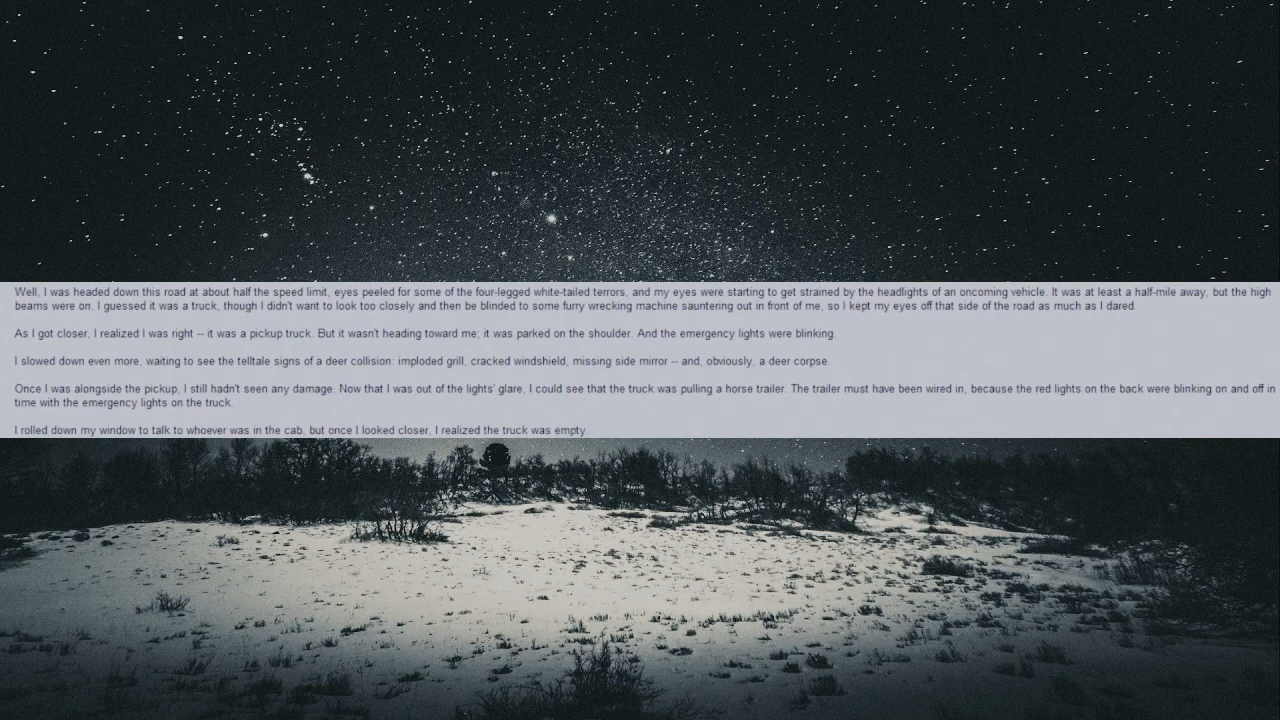 Well, I was headed down this road at about half the speed limit, eyes peeled for some of the four-legged white-tailed terrors, and my eyes were starting to get strained by the headlights of an oncoming vehicle. It was at least a half-mile away, but the high
beams were on. I guessed it was a truck, though I didn't want to look too closely and then be blinded to some furry wrecking machine sauntering out in front of me, so I kept my eyes off that side of the road as much as I dared.
As I got closer, I realized I was right -- it was a pickup truck. But it wasn't heading toward me; it was parked on the shoulder. And the emergency lights were blinking.
I slowed down even more, waiting to see the telltale signs of a deer collision: imploded grill, cracked windshield, missing side mirror -- and, obviously, a deer corpse.
Once I was alongside the pickup, I still hadn't seen any damage. Now that I was out of the lights' glare, I could see that the truck was pulling a horse trailer. The trailer must have been wired in, because the red lights on the back were blinking on and off in
time with the emergency lights on the truck.
I rolled down my window to talk to whoever was in the cab, but once I looked closer, I realized the truck was empty.